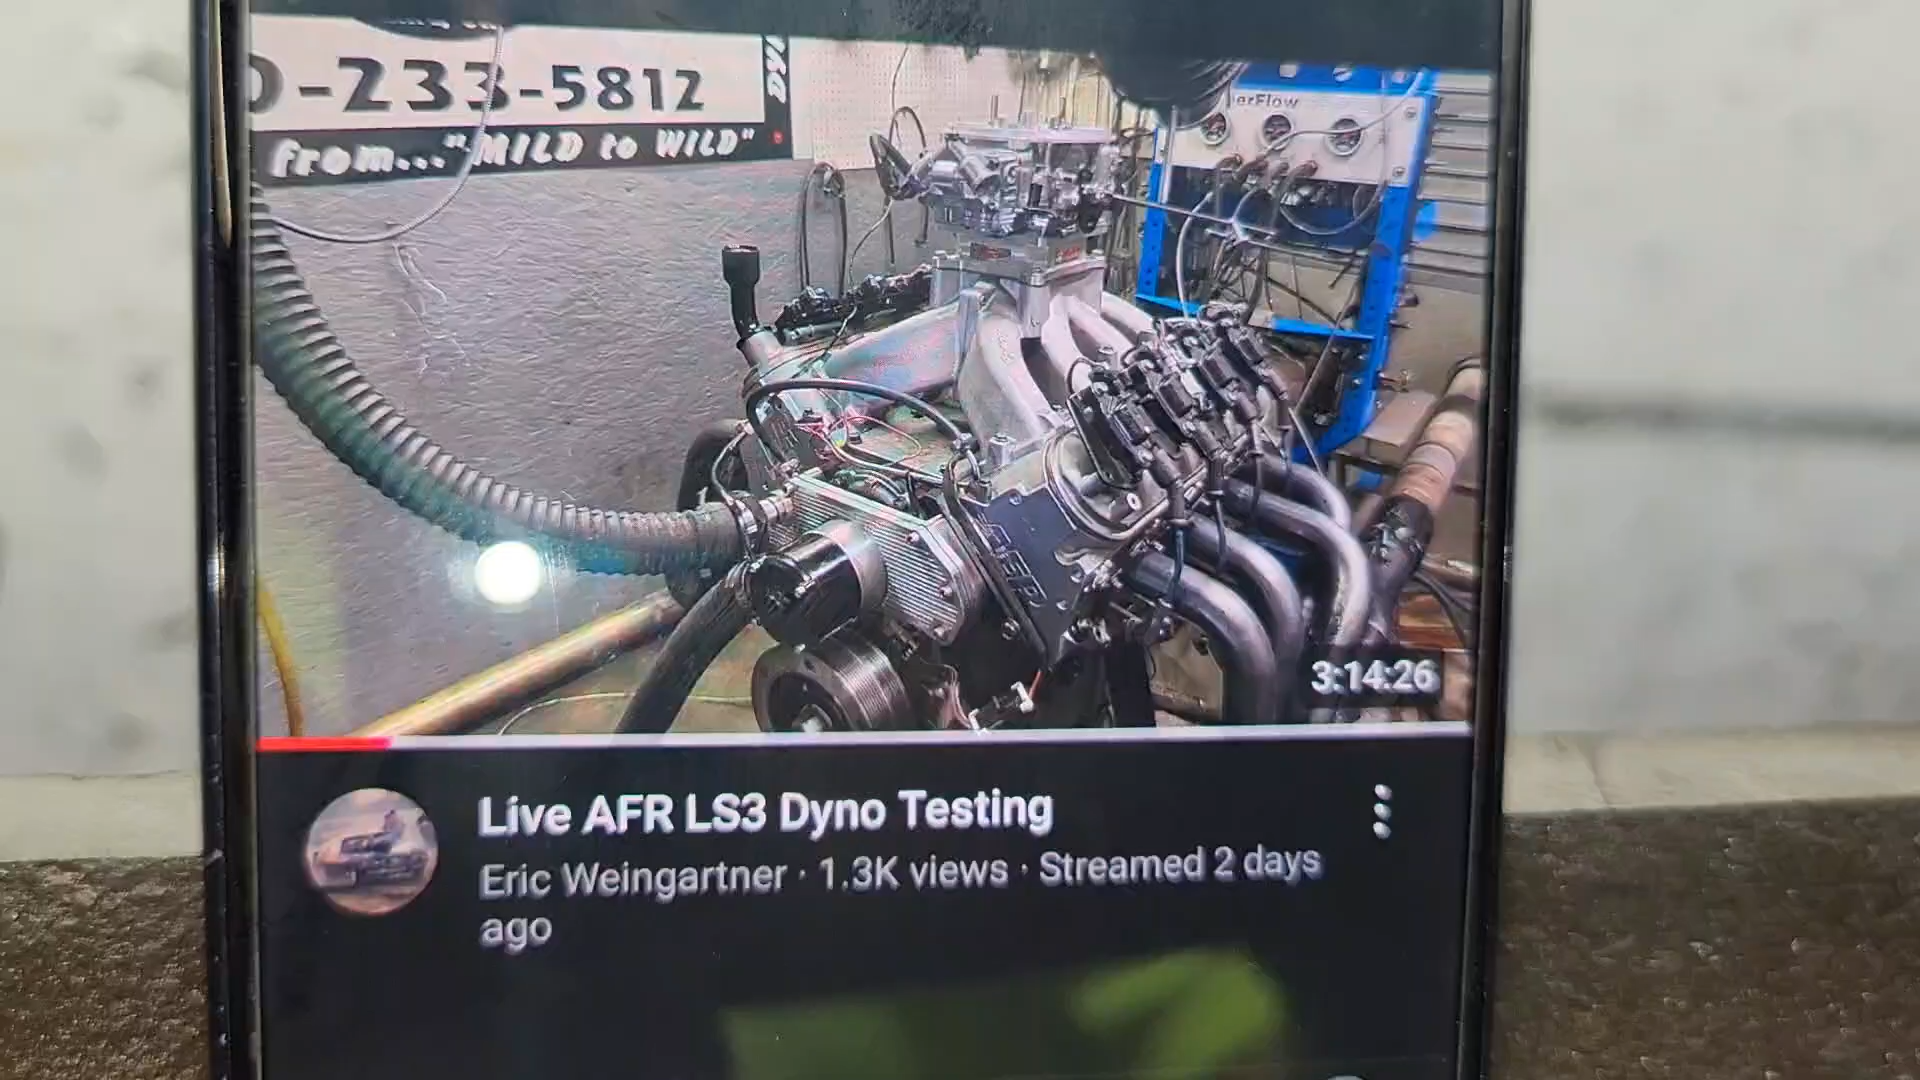 -233-5812
from..."MILD to WILD"
erFlow
3:14:26
Live AFR LS3 Dyno Testing
Eric Weingartner · 1.3K views · Streamed 2 days
ago